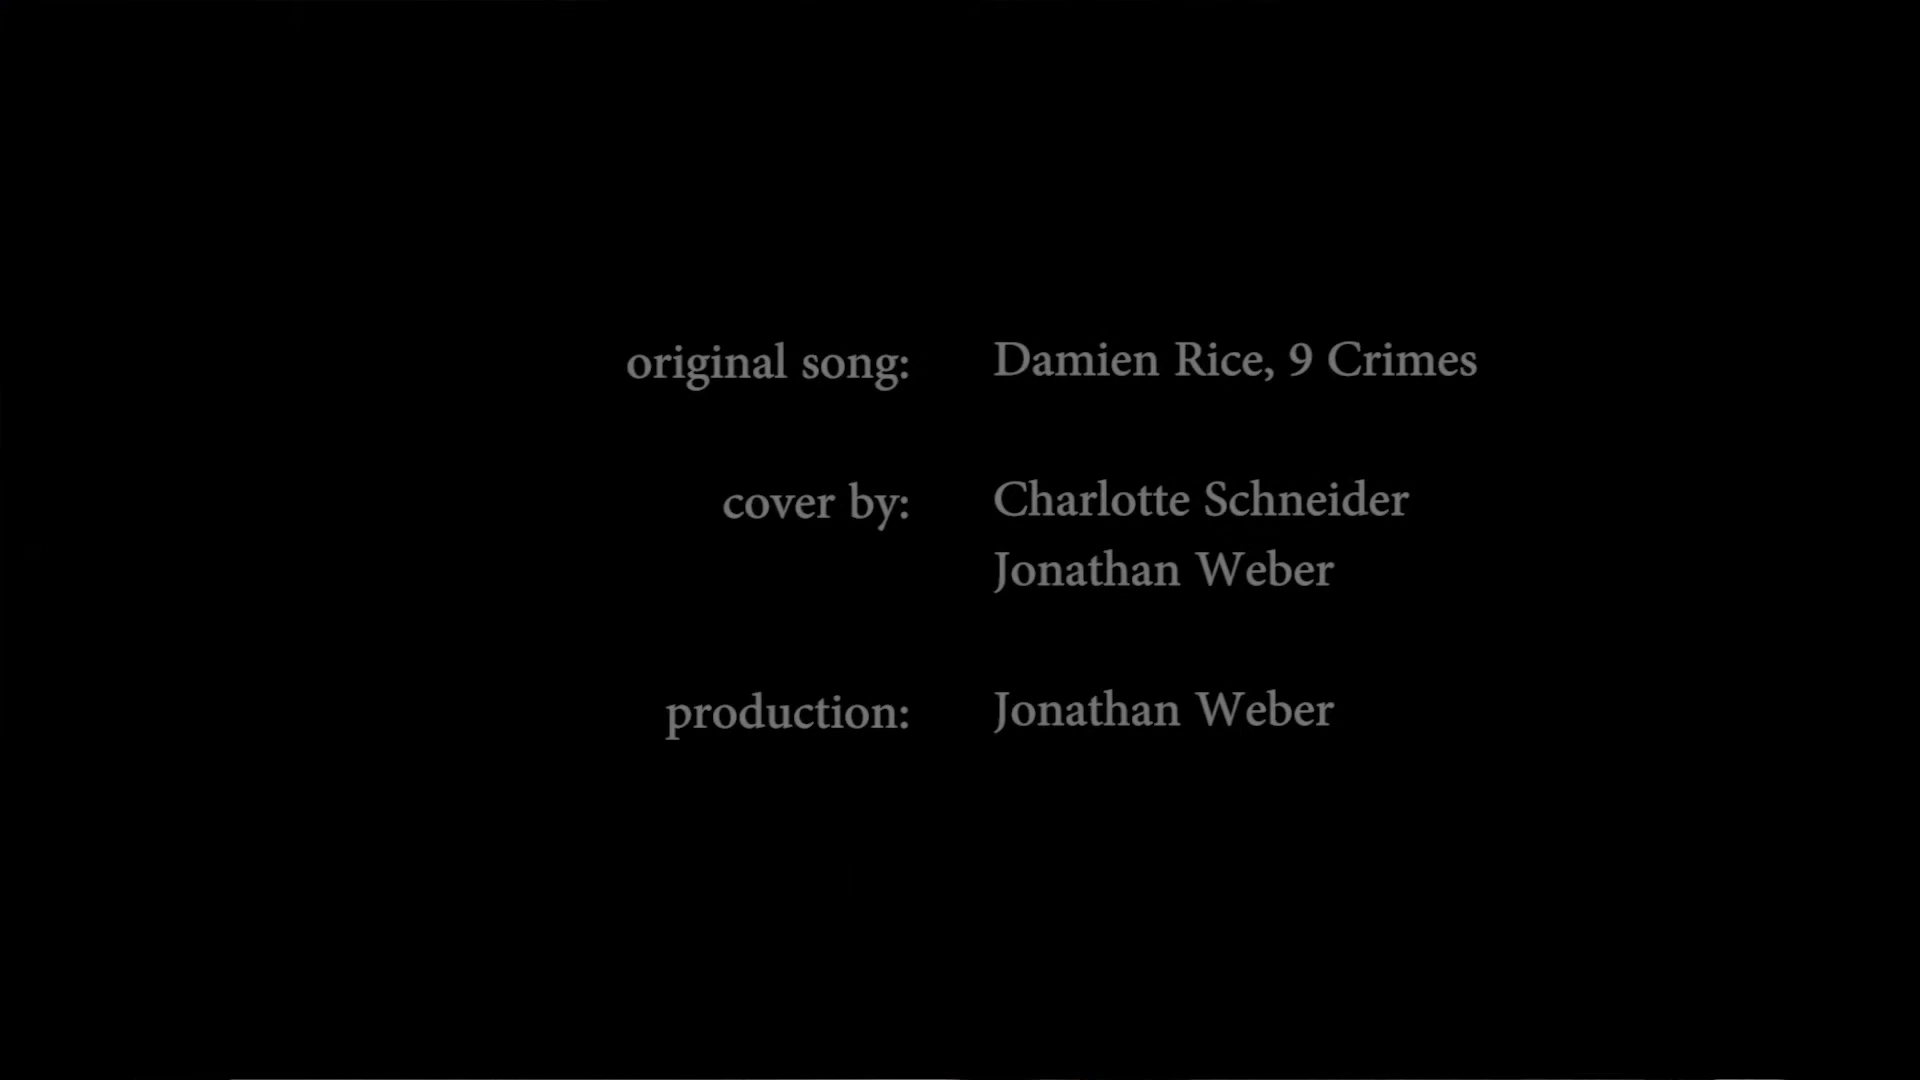 original song: Damien Rice, 9 Crimes
cover by: Charlotte Schneider
Jonathan Weber
production: Jonathan Weber